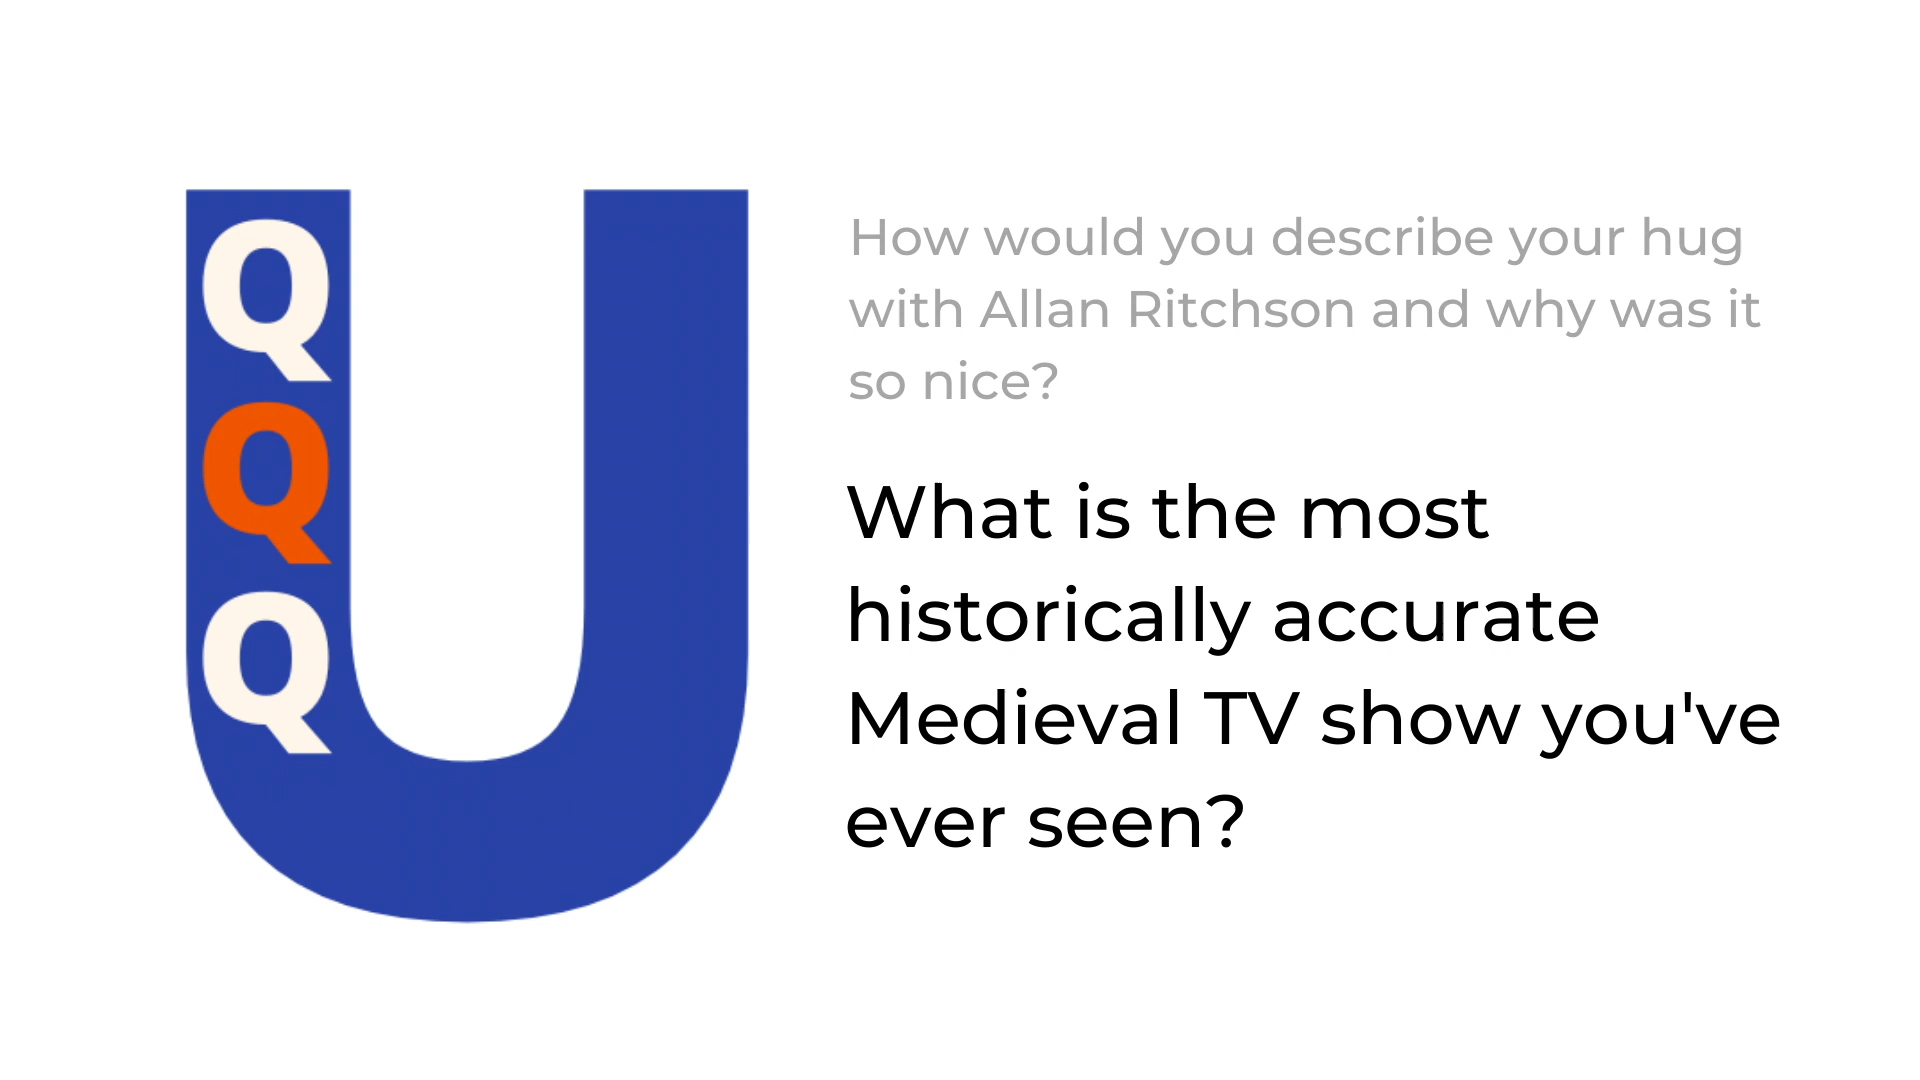 Q
Q
Q
U
How would you describe your hug
with Allan Ritchson and why was it
so nice?
What is the most
historically accurate
Medieval TV show you've
ever seen?